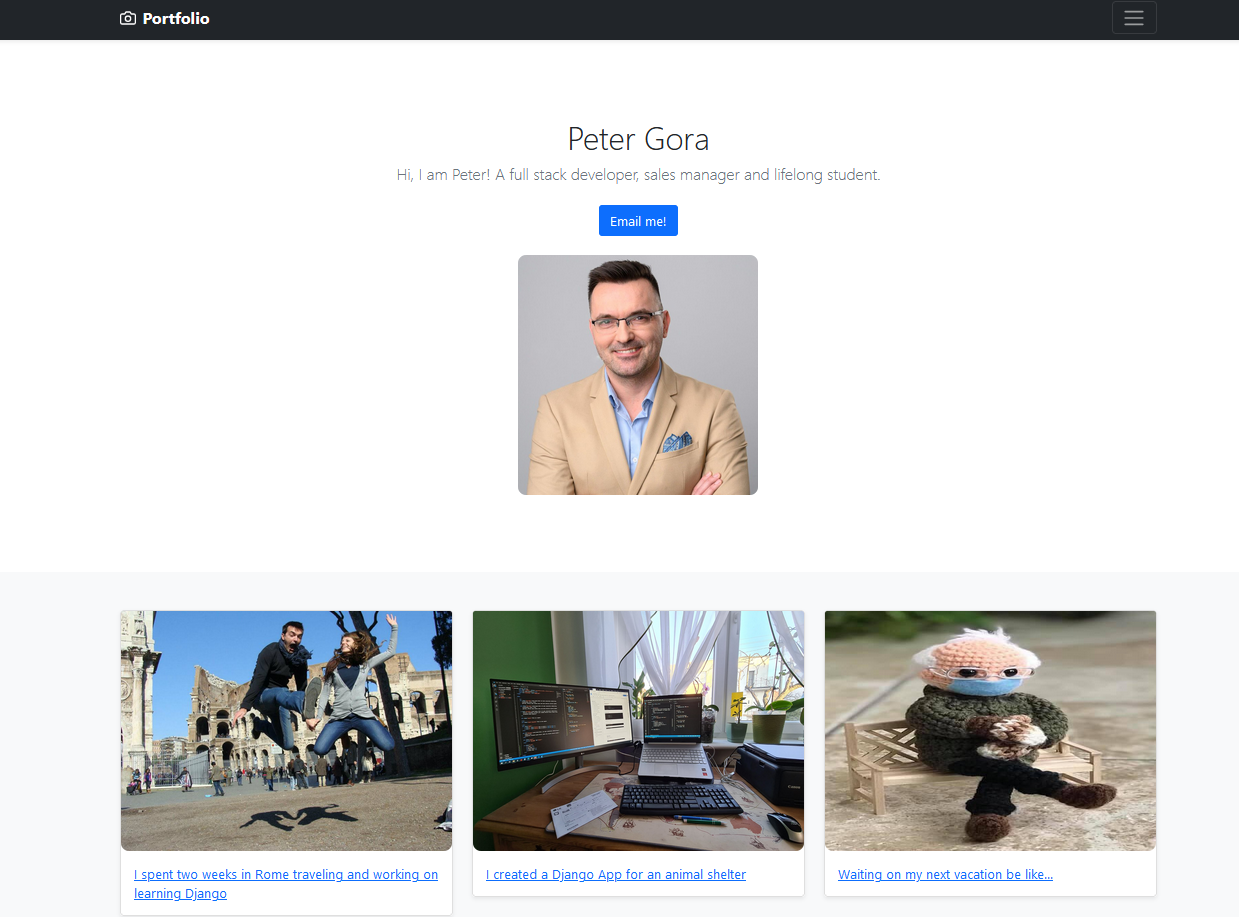 Portfolio
Peter Gora
Hi, I am Peter! A full stack developer, sales manager and lifelong student.
Email me!
I spent two weeks in Rome traveling and working on
learning Django
I created a Django App for an animal shelter
Waiting on my next vacation be like...